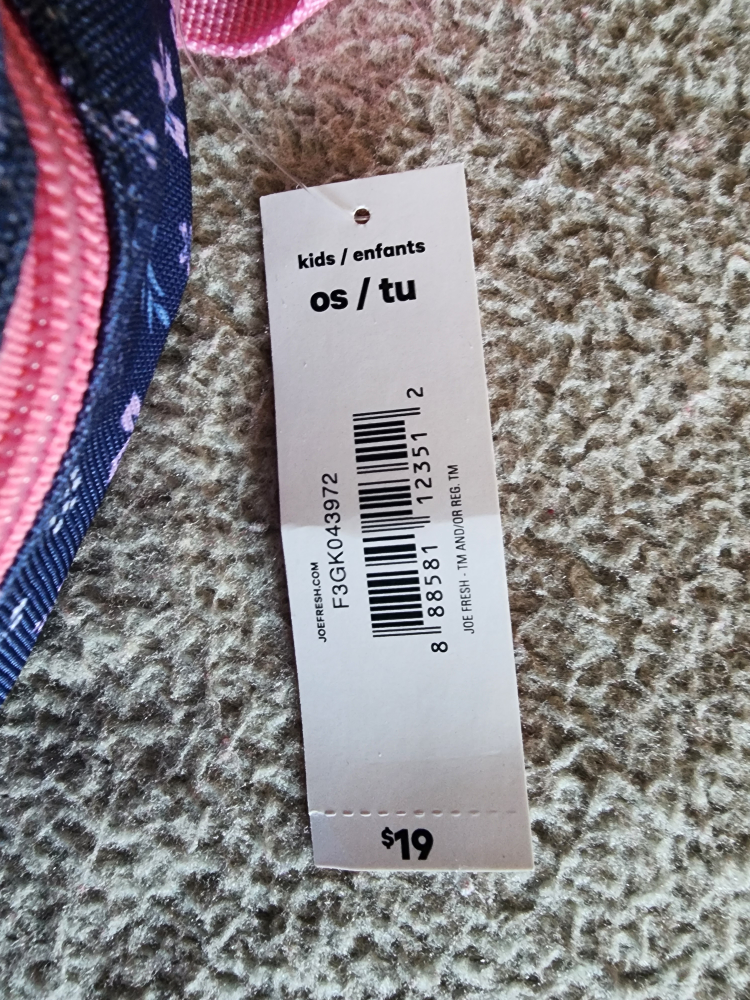 kids / enfants
os / tu
JOEFRESH.COM
F3GK043972
8 88581 12351 2
JOE FRESH - TM AND/OR REG. TM
$19